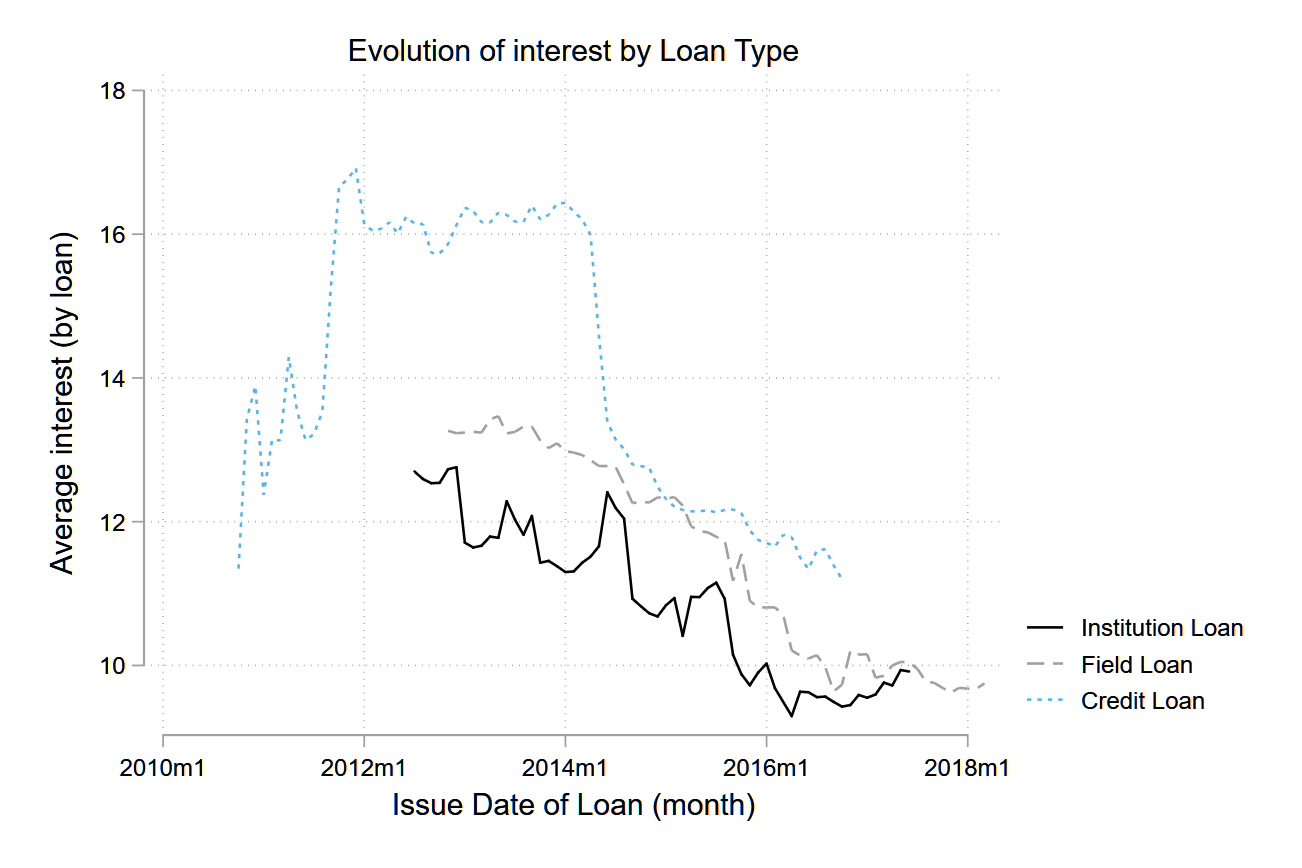 Evolution of interest by Loan Type
Average interest (by loan)
18
16
14
12
10
2010m1 2012m1 2014m1 2016m1 2018m1
Issue Date of Loan (month)
Institution Loan
Field Loan
Credit Loan